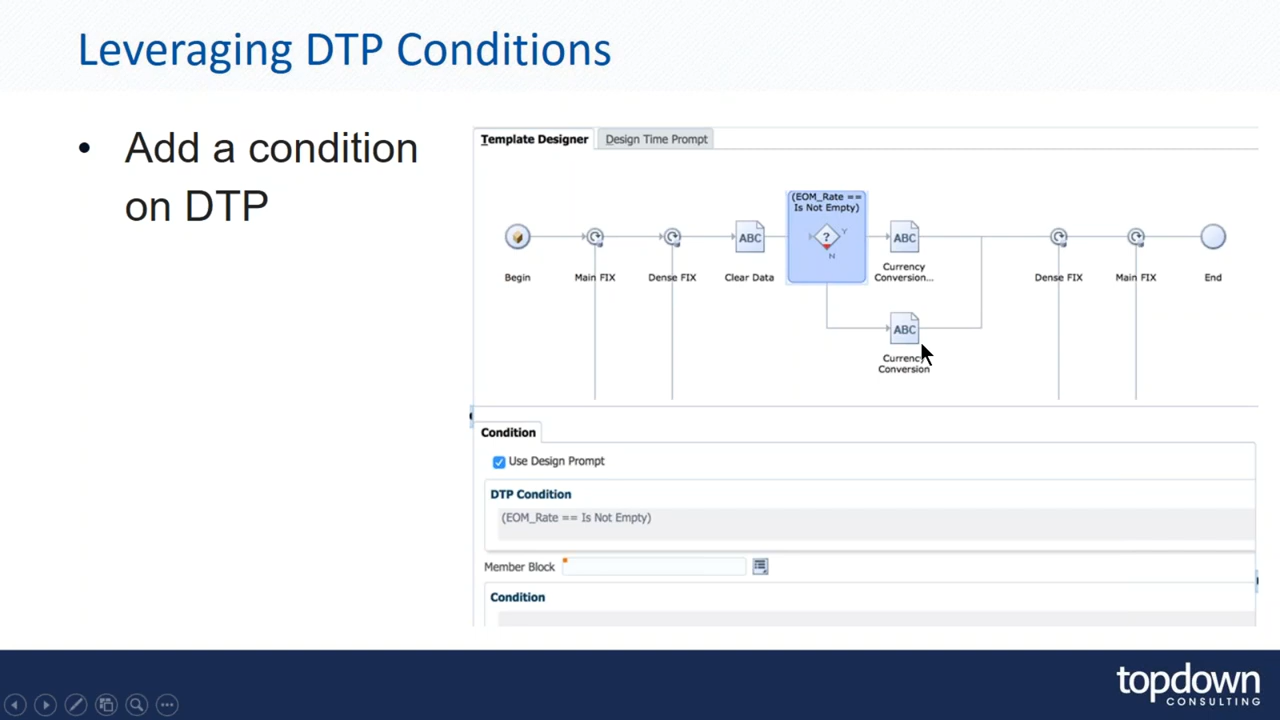 Leveraging DTP Conditions
• Add a condition
on DTP
Template Designer
Design Time Prompt
(EOM_Rate ==
Is Not Empty)
?
Y
N
ABC
ABC
Begin
Main FIX
Dense FIX
Clear Data
Currency
Conversion...
Dense FIX
Main FIX
End
ABC
Currency
Conversion
Condition
Use Design Prompt
DTP Condition
(EOM_Rate == Is Not Empty)
Member Block
Condition
topdown
CONSULTING